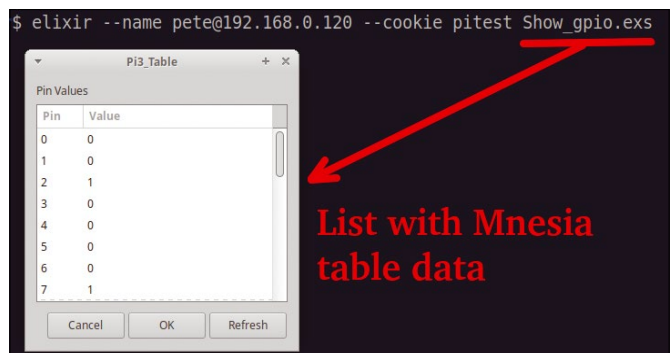 $ elixir --name pete@192.168.0.120 --cookie pitest Show_gpio.exs
Pi3_Table
Pin Values
Pin Value
0 0
1 0
2 1
3 0
4 0
5 0
6 0
7 1
Cancel OK Refresh
List with Mnesia
table data